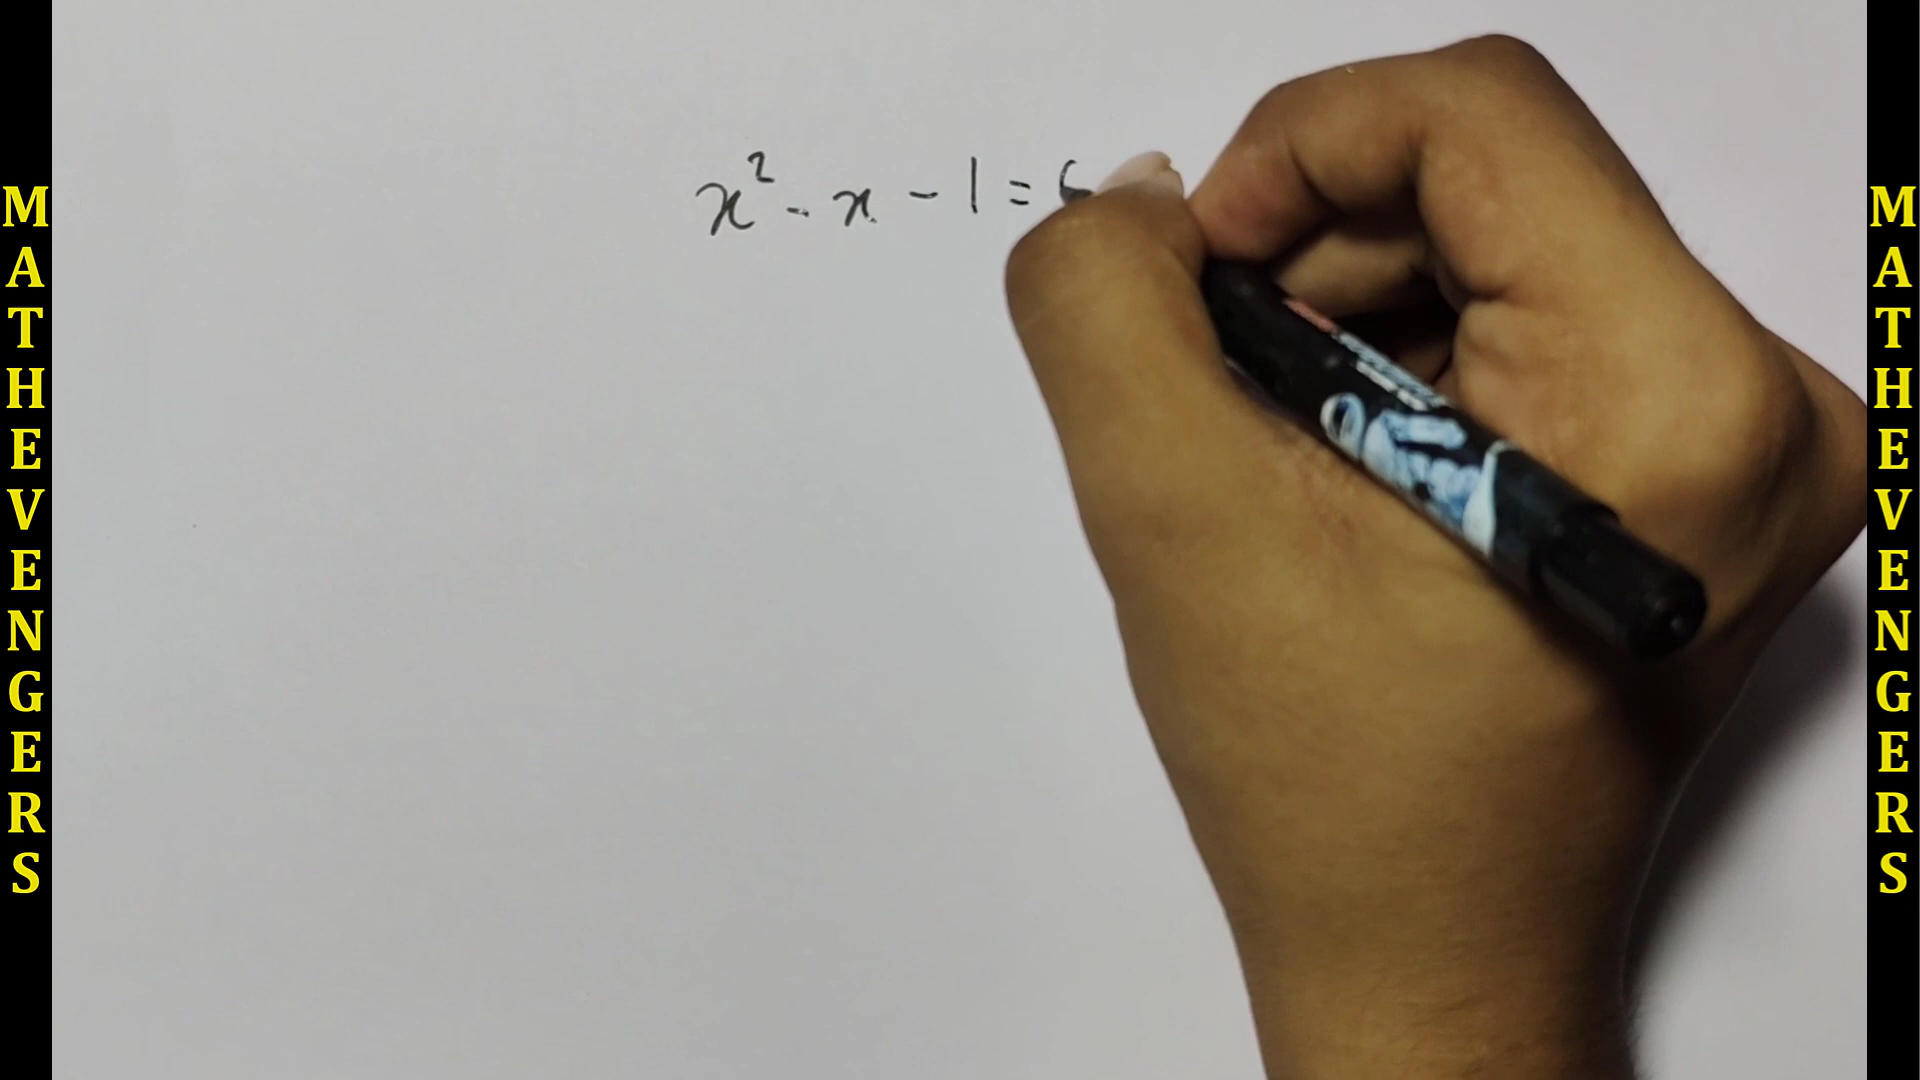 MATHEVENGERS
x² - x - 1 =
MATHEVENGERS